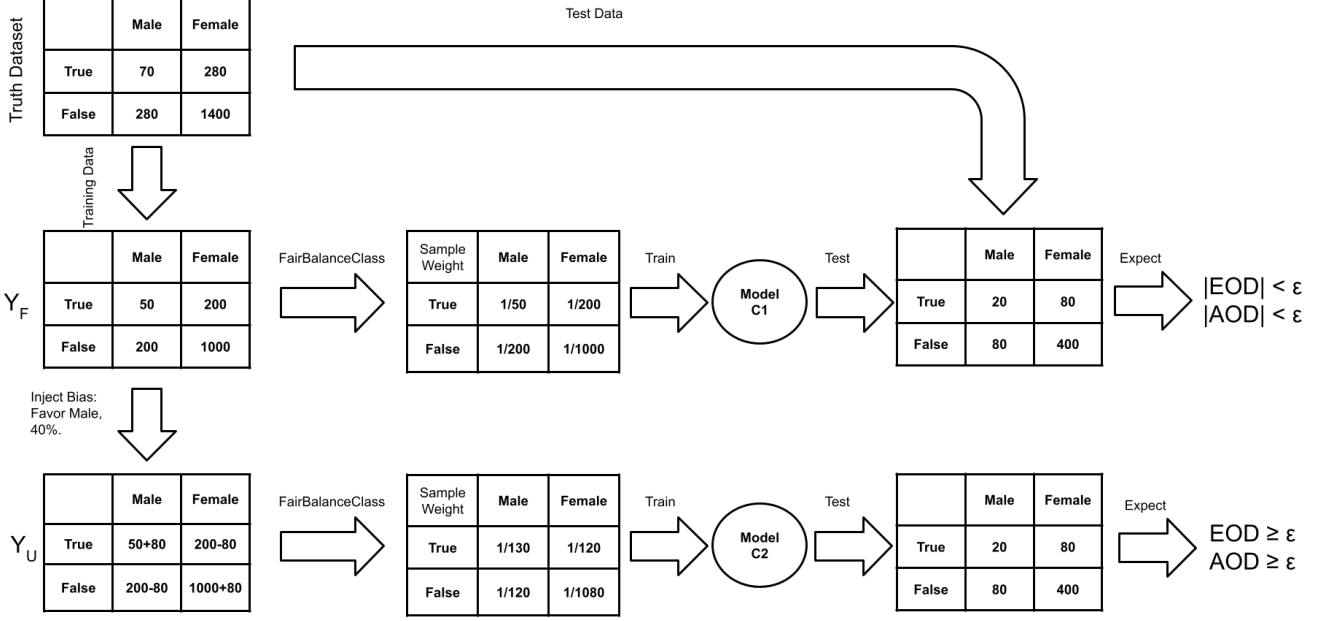 Test Data
Truth Dataset
Male Female
True 70 280
False 280 1400
Training Data
Y_F
Male Female
True 50 200
False 200 1000
FairBalanceClass
Sample Weight Male Female
True 1/50 1/200
False 1/200 1/1000
Train
Model
C1
Test
Male Female
True 20 80
False 80 400
Expect
|EOD| < ε
|AOD| < ε
Inject Bias:
Favor Male,
40%.
Y_U
Male Female
True 50+80 200-80
False 200-80 1000+80
FairBalanceClass
Sample Weight Male Female
True 1/130 1/120
False 1/120 1/1080
Train
Model
C2
Test
Male Female
True 20 80
False 80 400
Expect
EOD ≥ ε
AOD ≥ ε